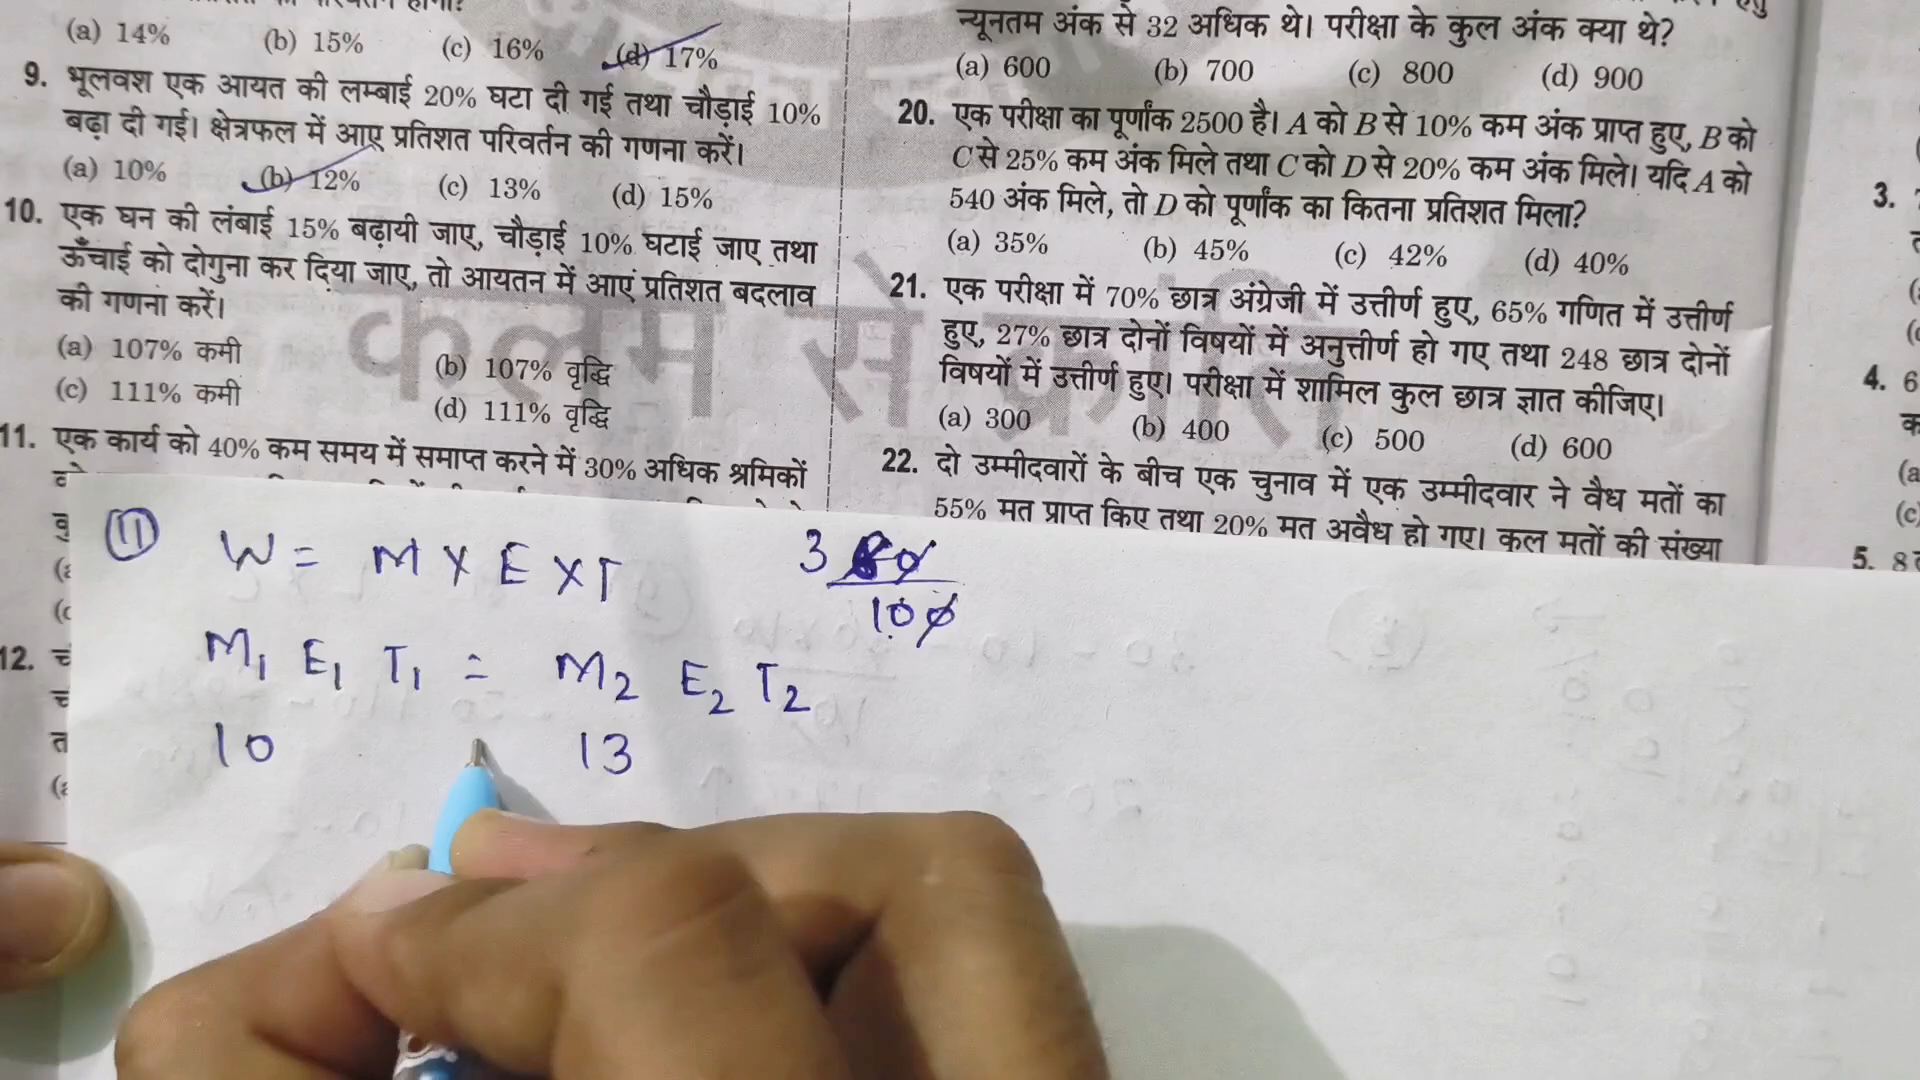 (a) 14% (b) 15% (c) 16% (d) 17%
9. भूलवश एक आयत की लम्बाई 20% घटा दी गई तथा चौड़ाई 10%
बढ़ा दी गई। क्षेत्रफल में आए प्रतिशत परिवर्तन की गणना करें।
(a) 10% (b) 12% (c) 13% (d) 15%
10. एक घन की लंबाई 15% बढ़ायी जाए, चौड़ाई 10% घटाई जाए तथा
ऊँचाई को दोगुना कर दिया जाए, तो आयतन में आएं प्रतिशत बदलाव
की गणना करें।
(a) 107% कमी (b) 107% वृद्धि
(c) 111% कमी (d) 111% वृद्धि
11. एक कार्य को 40% कम समय में समाप्त करने में 30% अधिक श्रमिकों
12.
न्यूनतम अंक से 32 अधिक थे। परीक्षा के कुल अंक क्या थे?
(a) 600 (b) 700 (c) 800 (d) 900
20. एक परीक्षा का पूर्णांक 2500 है। A को B से 10% कम अंक प्राप्त हुए, B को
C से 25% कम अंक मिले तथा C को D से 20% कम अंक मिले। यदि A को
540 अंक मिले, तो D को पूर्णांक का कितना प्रतिशत मिला?
(a) 35% (b) 45% (c) 42% (d) 40%
21. एक परीक्षा में 70% छात्र अंग्रेजी में उत्तीर्ण हुए, 65% गणित में उत्तीर्ण
हुए, 27% छात्र दोनों विषयों में अनुत्तीर्ण हो गए तथा 248 छात्र दोनों
विषयों में उत्तीर्ण हुए। परीक्षा में शामिल कुल छात्र ज्ञात कीजिए।
(a) 300 (b) 400 (c) 500 (d) 600
22. दो उम्मीदवारों के बीच एक चुनाव में एक उम्मीदवार ने वैध मतों का
55% मत प्राप्त किए तथा 20% मत अवैध हो गए। कुल मतों की संख्या
3.
4. 6
5. 8
कलम से क्रांति
11 W = M X E X T
M1 E1 T1 = M2 E2 T2
10 13
3
100